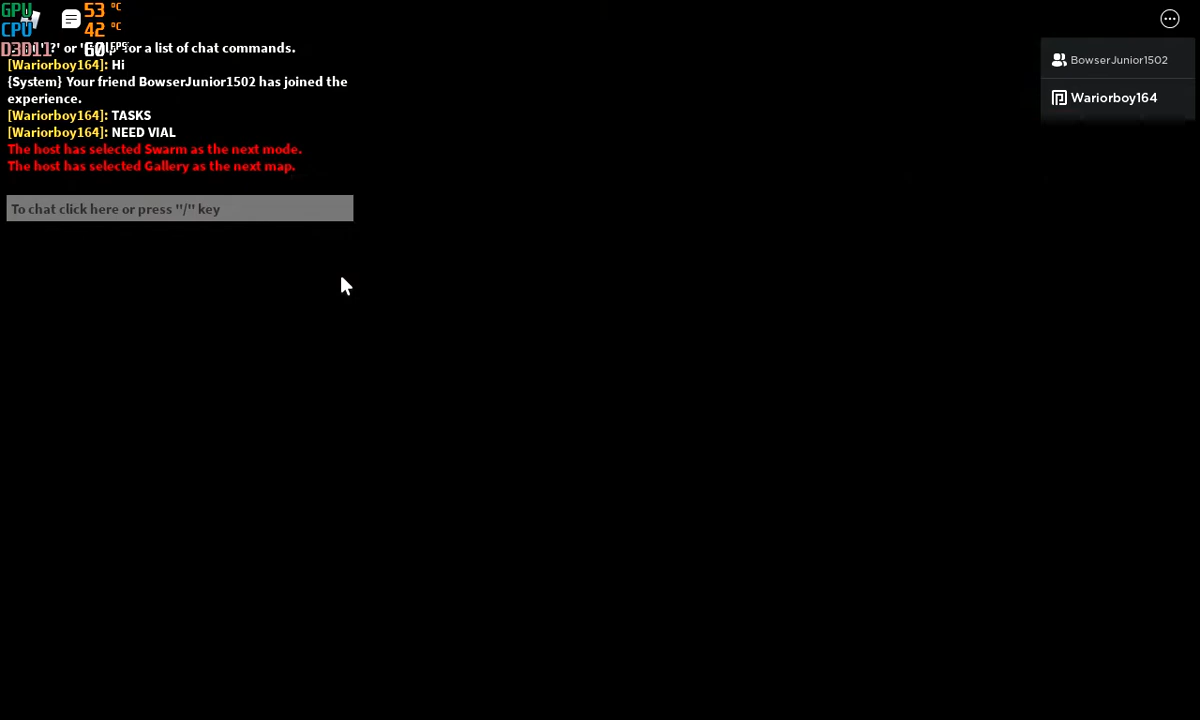 GPU 53 °C
CPU 42 °C
D3D11 60 FPS
for a list of chat commands.
[Wariorboy164]: Hi
{System} Your friend BowserJunior1502 has joined the
experience.
[Wariorboy164]: TASKS
[Wariorboy164]: NEED VIAL
The host has selected Swarm as the next mode.
The host has selected Gallery as the next map.
To chat click here or press "/" key
BowserJunior1502
Wariorboy164